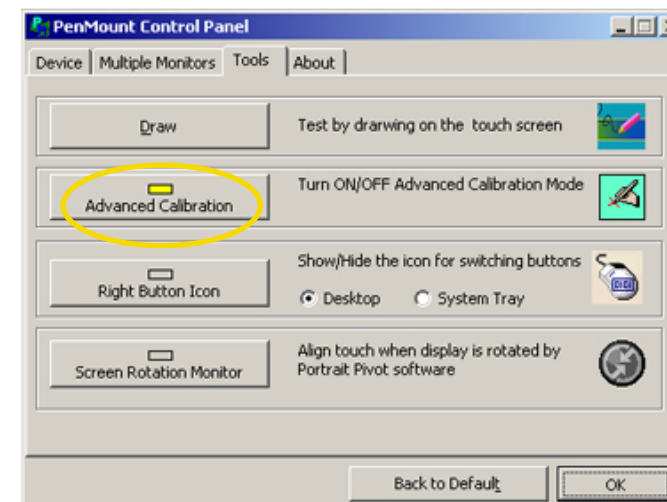 PenMount Control Panel
Device Multiple Monitors Tools About
Draw
Test by drarwing on the touch screen
Advanced Calibration
Turn ON/OFF Advanced Calibration Mode
Right Button Icon
Show/Hide the icon for switching buttons
Desktop System Tray
Screen Rotation Monitor
Align touch when display is rotated by
Portrait Pivot software
Back to Default
OK